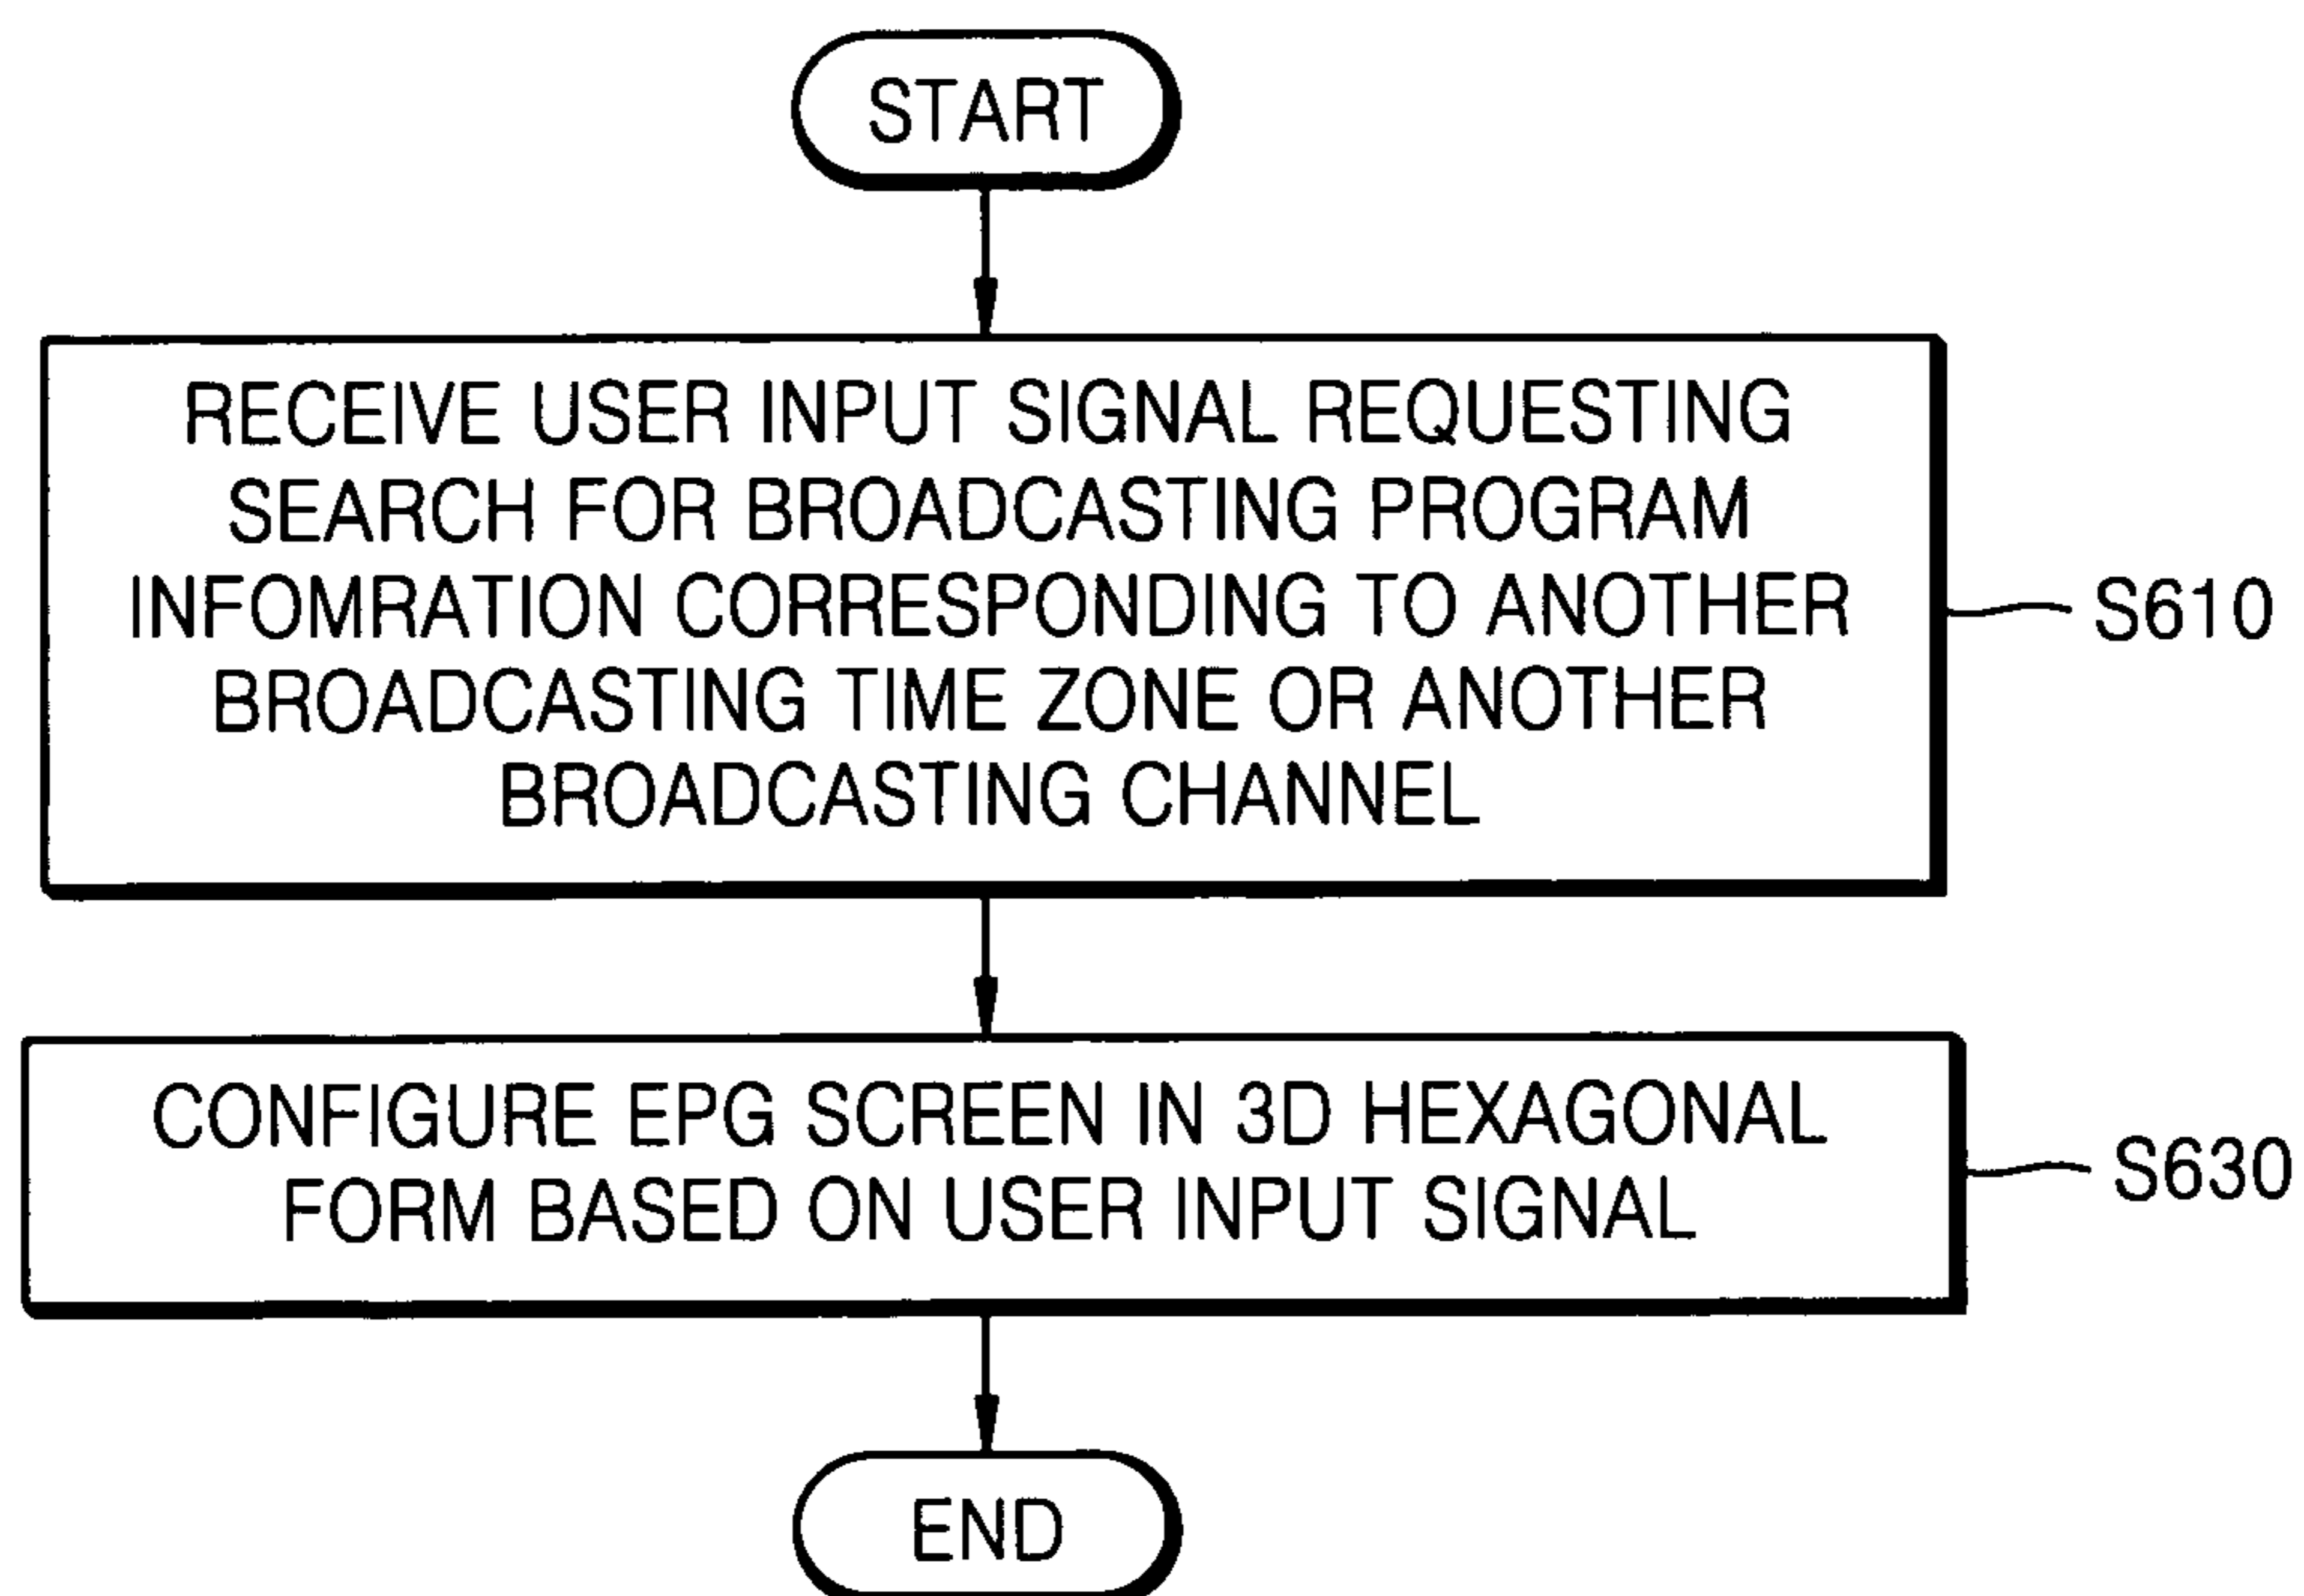 START
RECEIVE USER INPUT SIGNAL REQUESTING
SEARCH FOR BROADCASTING PROGRAM
INFOMRATION CORRESPONDING TO ANOTHER
BROADCASTING TIME ZONE OR ANOTHER
BROADCASTING CHANNEL
S610
CONFIGURE EPG SCREEN IN 3D HEXAGONAL
FORM BASED ON USER INPUT SIGNAL
S630
END